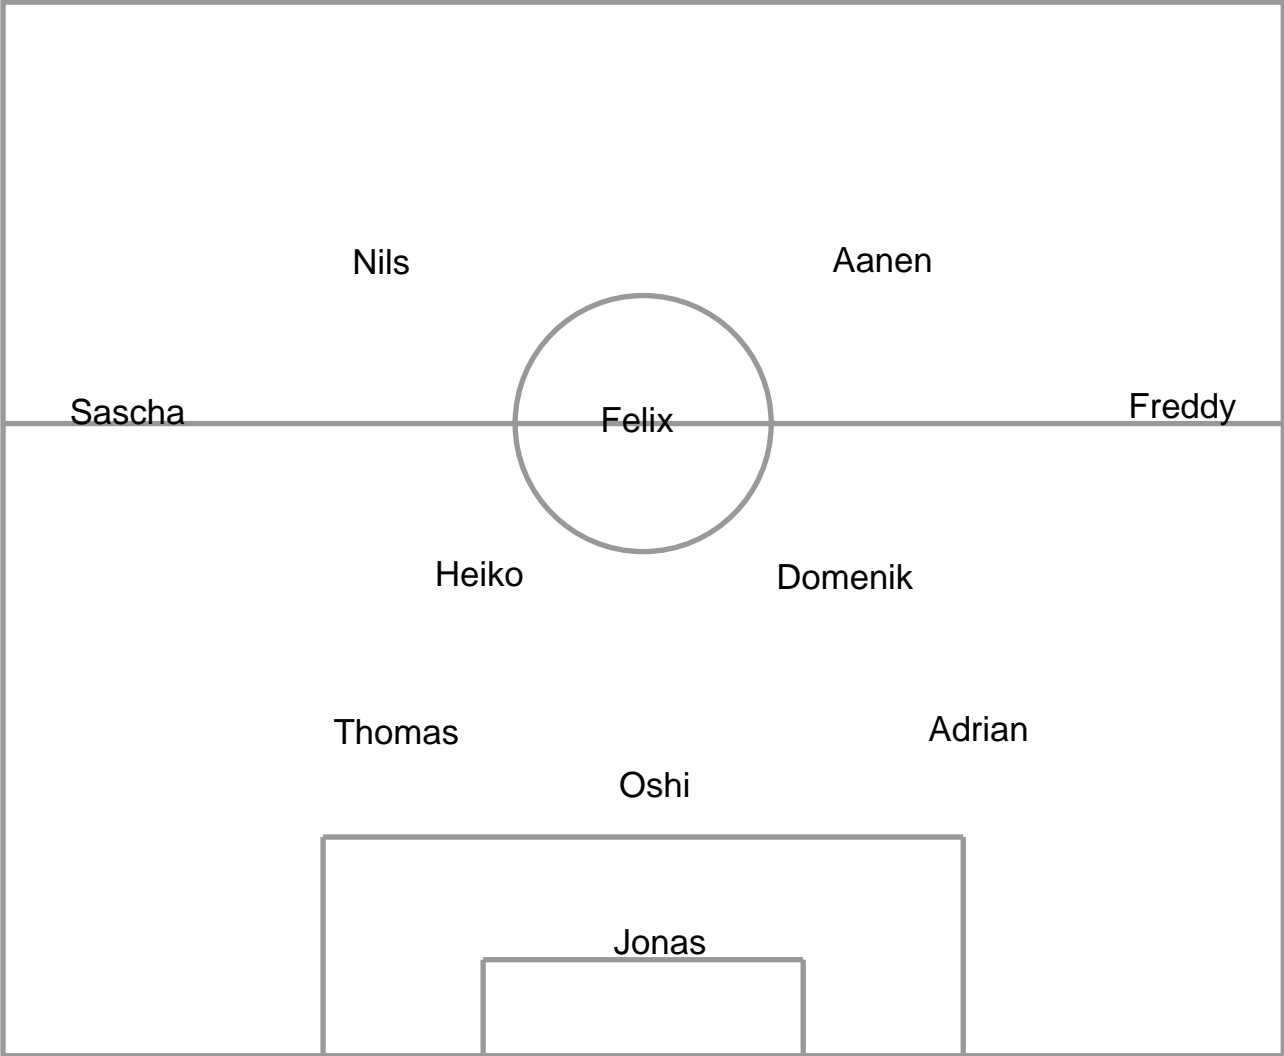 Nils
Aanen
Sascha
Felix
Freddy
Heiko
Domenik
Thomas
Adrian
Oshi
Jonas